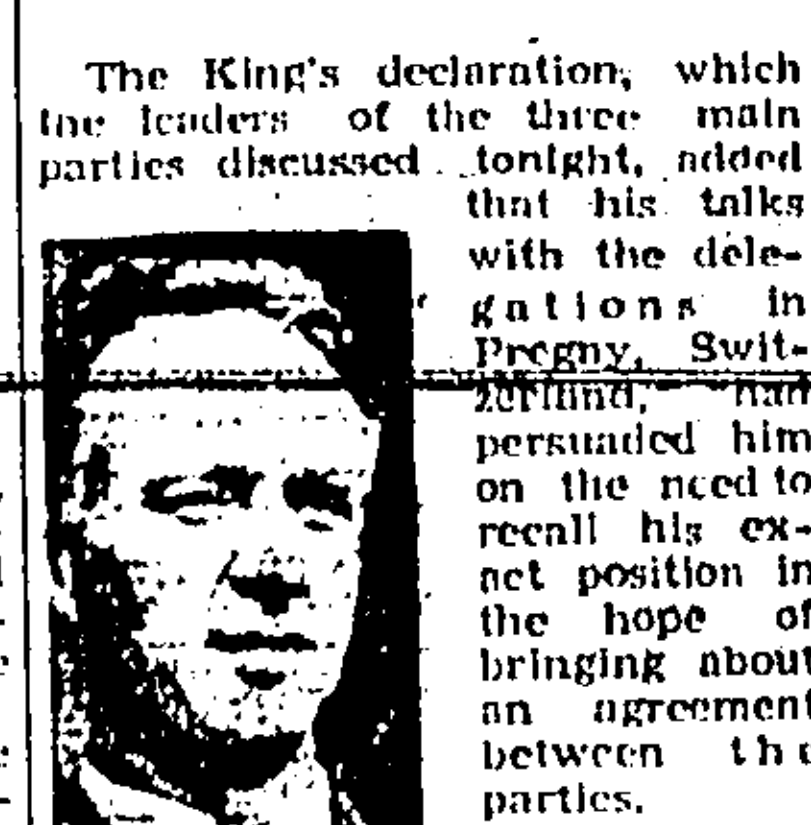 The King's declaration, which
the leaders of the three main
parties discussed tonight, added
that his talks
with the dele-
gations in
Pregny, Swit-
zerland, had
persuaded him
on the need to
recall his ex-
act position in
the hope of
bringing about
an agreement
between the
parties.